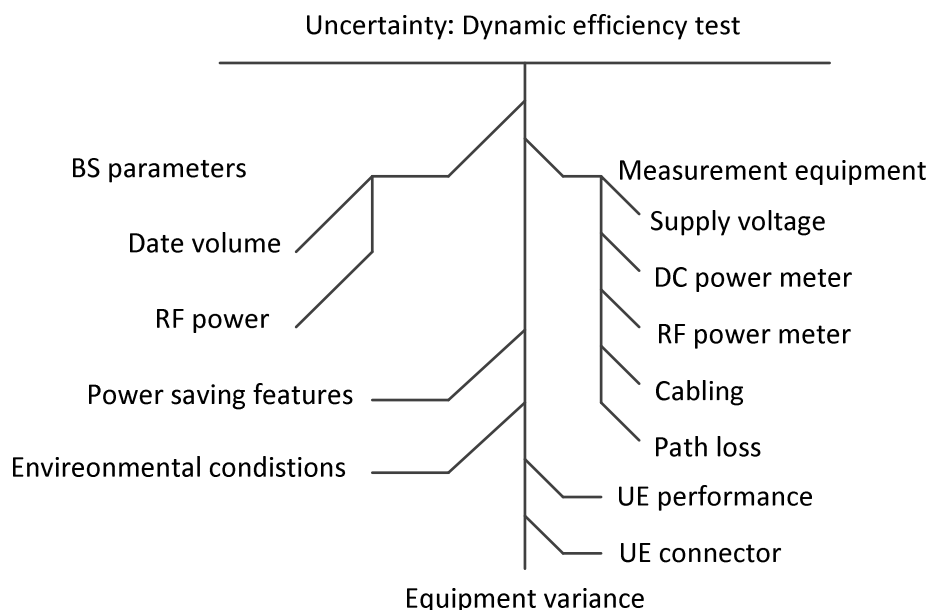 Uncertainty: Dynamic efficiency test
BS parameters
Date volume
RF power
Power saving features
Envireonmental condistions
Measurement equipment
Supply voltage
DC power meter
RF power meter
Cabling
Path loss
UE performance
UE connector
Equipment variance